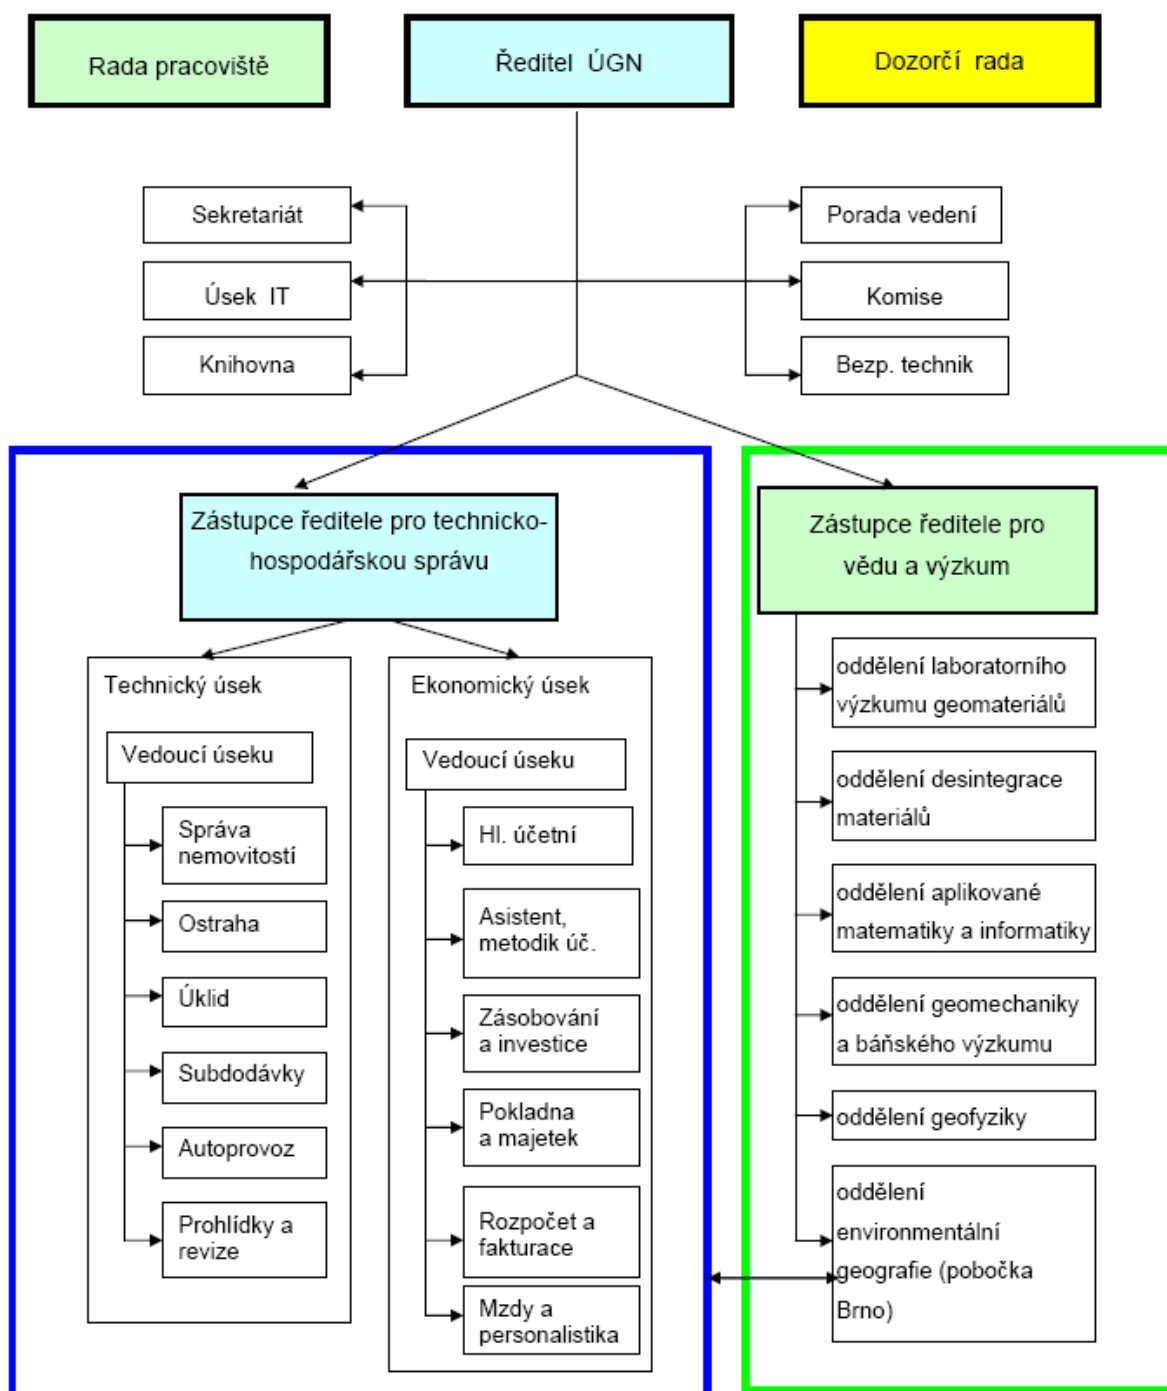 Rada pracoviště
Ředitel ÚGN
Dozorčí rada
Sekretariát
Porada vedení
Úsek IT
Komise
Knihovna
Bezp. technik
Zástupce ředitele pro technicko-
hospodářskou správu
Zástupce ředitele pro
vědu a výzkum
Technický úsek
Vedoucí úseku
Správa
nemovitostí
Ostraha
Úklid
Subdodávky
Autoprovoz
Prohlídky a
revize
Ekonomický úsek
Vedoucí úseku
Hl. účetní
Asistent,
metodik úč.
Zásobování
a investice
Pokladna
a majetek
Rozpočet a
fakturace
Mzdy a
personalistika
oddělení laboratorního
výzkumu geomateriálů
oddělení desintegrace
materiálů
oddělení aplikované
matematiky a informatiky
oddělení geomechaniky
a báňského výzkumu
oddělení geofyziky
oddělení
environmentální
geografie (pobočka
Brno)